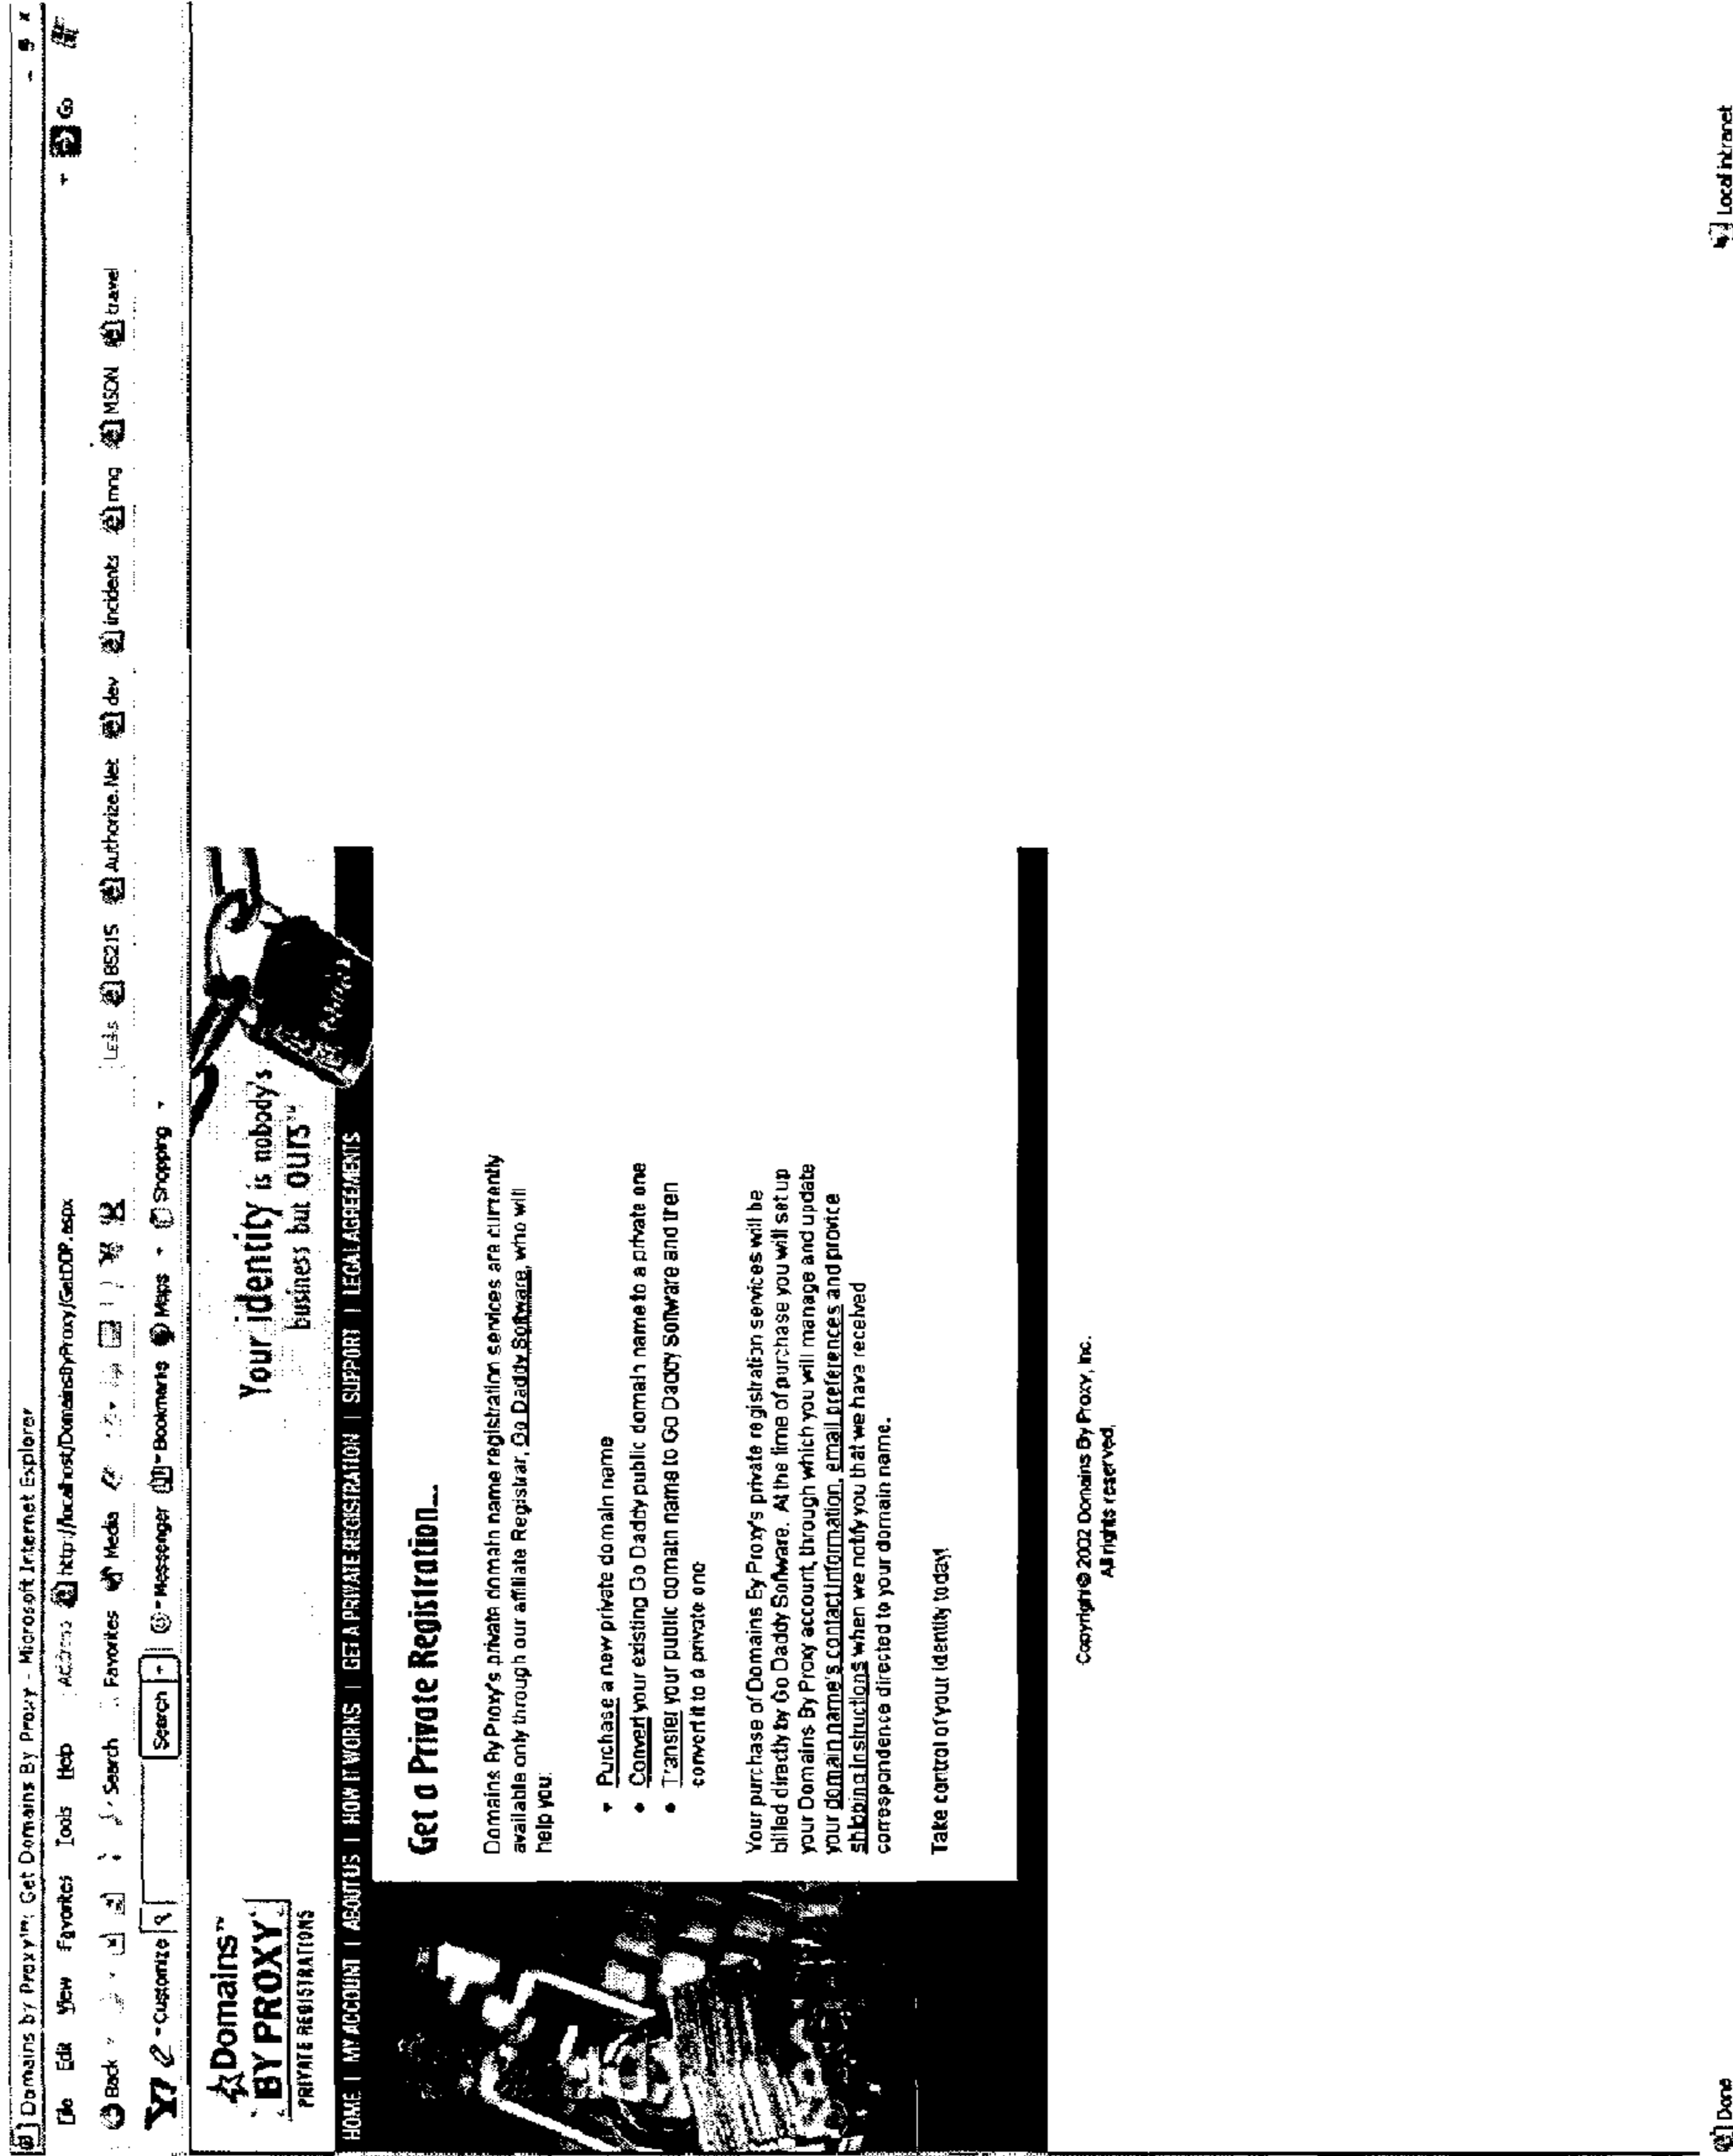 Domains by Proxy™: Get Domains By Proxy - Microsoft Internet Explorer
File Edit View Favorites Tools Help Address http://localhost/DomainsByProxy/GetDBP.aspx Go
Back Search Favorites Media Links BS215 Authorize.Net dev incidents mng MSDN travel
Y! Customize Search Messenger Bookmarks Maps Shopping
Domains™
BY PROXY
PRIVATE REGISTRATIONS
Your identity is nobody's
business but ours™
HOME | MY ACCOUNT | ABOUT US | HOW IT WORKS | GET A PRIVATE REGISTRATION | SUPPORT | LEGAL AGREEMENTS
Get a Private Registration...
Domains By Proxy's private domain name registration services are currently
available only through our affiliate Registrar, Go Daddy Software, who will
help you:
Purchase a new private domain name
• Convert your existing Go Daddy public domain name to a private one
• Transfer your public domain name to Go Daddy Software and then
convert it to a private one
Your purchase of Domains By Proxy's private registration services will be
billed directly by Go Daddy Software. At the time of purchase you will set up
your Domains By Proxy account, through which you will manage and update
your domain name's contact information, email preferences and provide
shipping instructions when we notify you that we have received
correspondence directed to your domain name.
Take control of your identity today!
Copyright © 2002 Domains By Proxy, Inc.
All rights reserved.
Done Local intranet